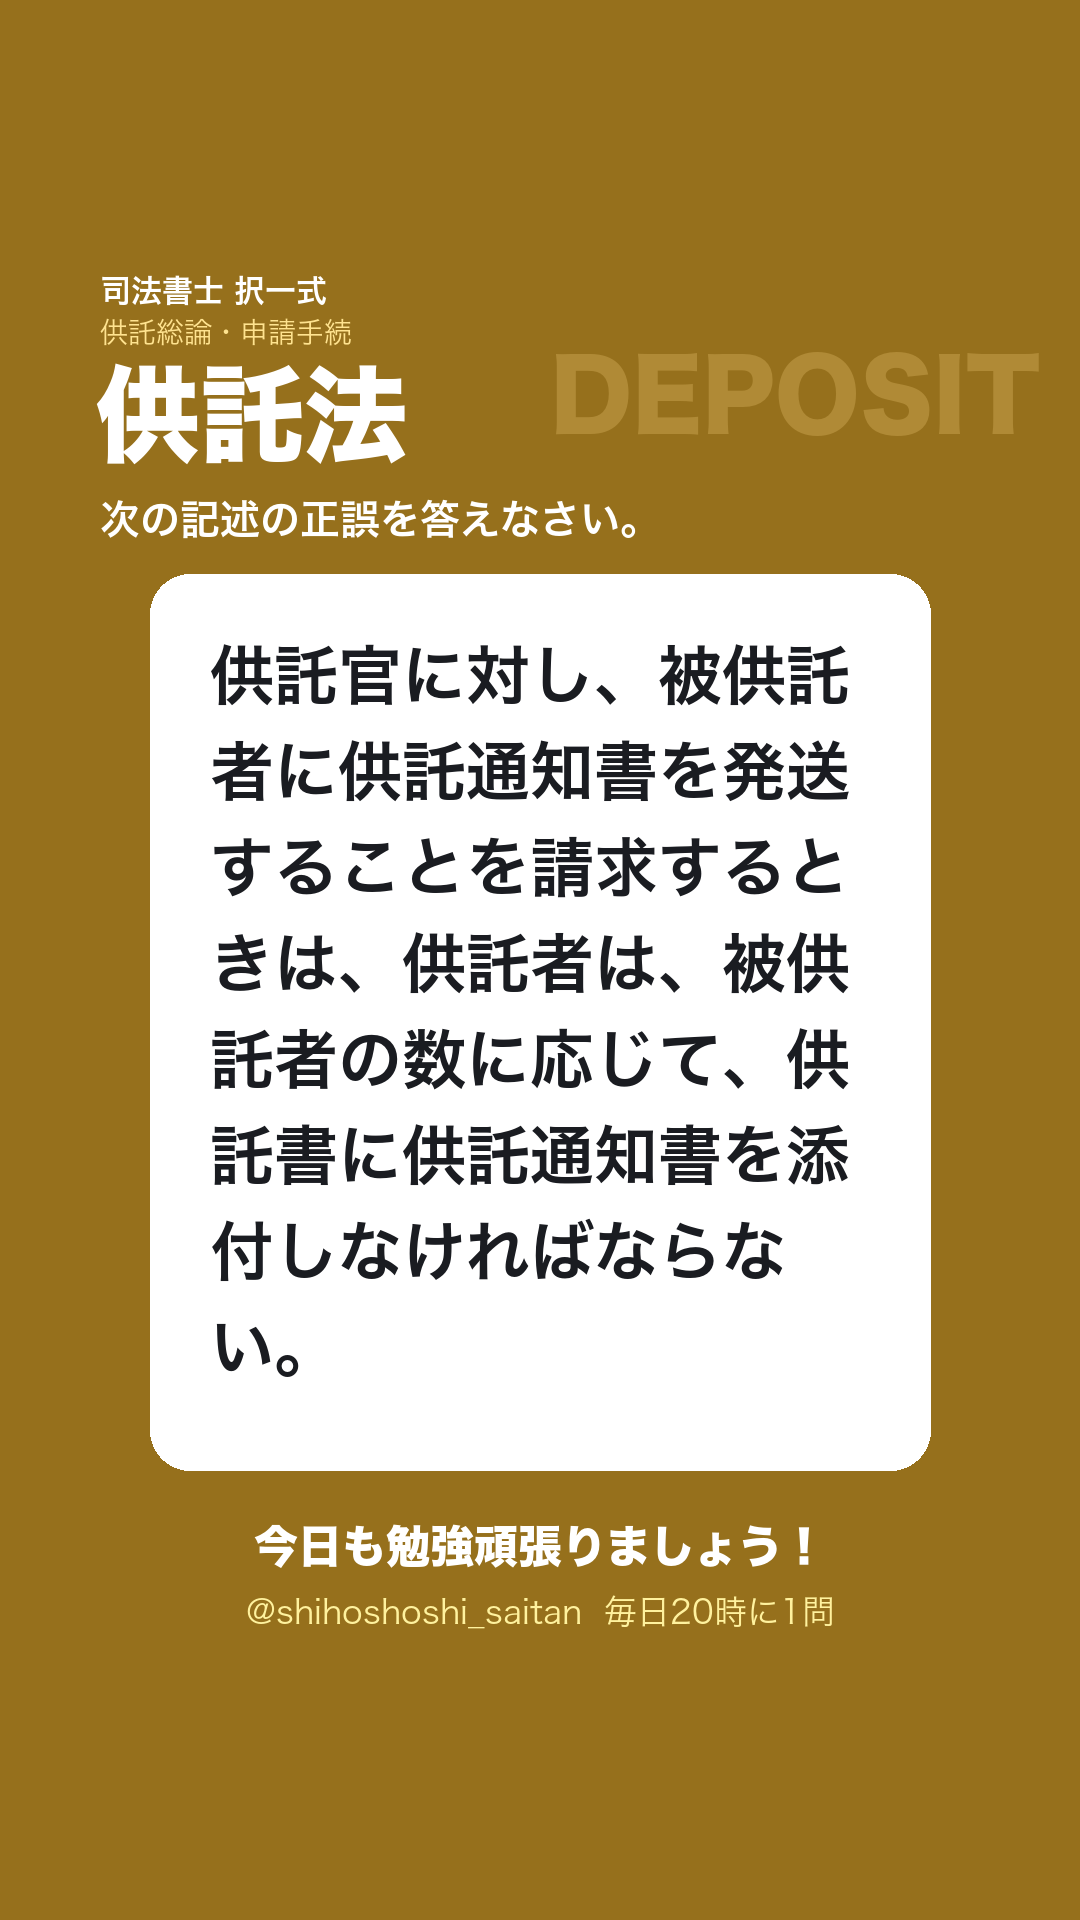 司法書士 択一式
供託総論・申請手続
供託法
DEPOSIT
次の記述の正誤を答えなさい。
供託官に対し、被供託
者に供託通知書を発送
することを請求すると
きは、供託者は、被供
託者の数に応じて、供
託書に供託通知書を添
付しなければならな
い。
今日も勉強頑張りましょう！
@shihoshoshi_saitan 毎日20時に1問